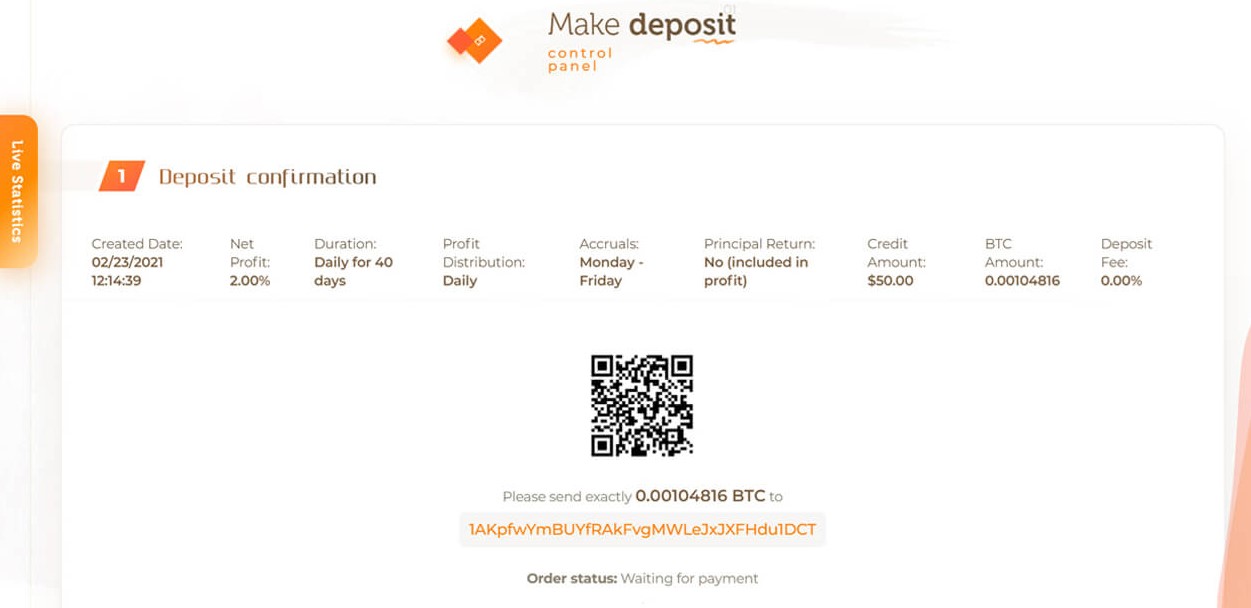 01
Make deposit
control
panel
Live Statistics
1 Deposit confirmation
Created Date:
02/23/2021
12:14:39
Net
Profit:
2.00%
Duration:
Daily for 40
days
Profit
Distribution:
Daily
Accruals:
Monday -
Friday
Principal Return:
No (included in
profit)
Credit
Amount:
$50.00
BTC
Amount:
0.00104816
Deposit
Fee:
0.00%
Please send exactly 0.00104816 BTC to
1AKpfwYmBUYfRAkFvgMWLeJxJXFHdu1DCT
Order status: Waiting for payment